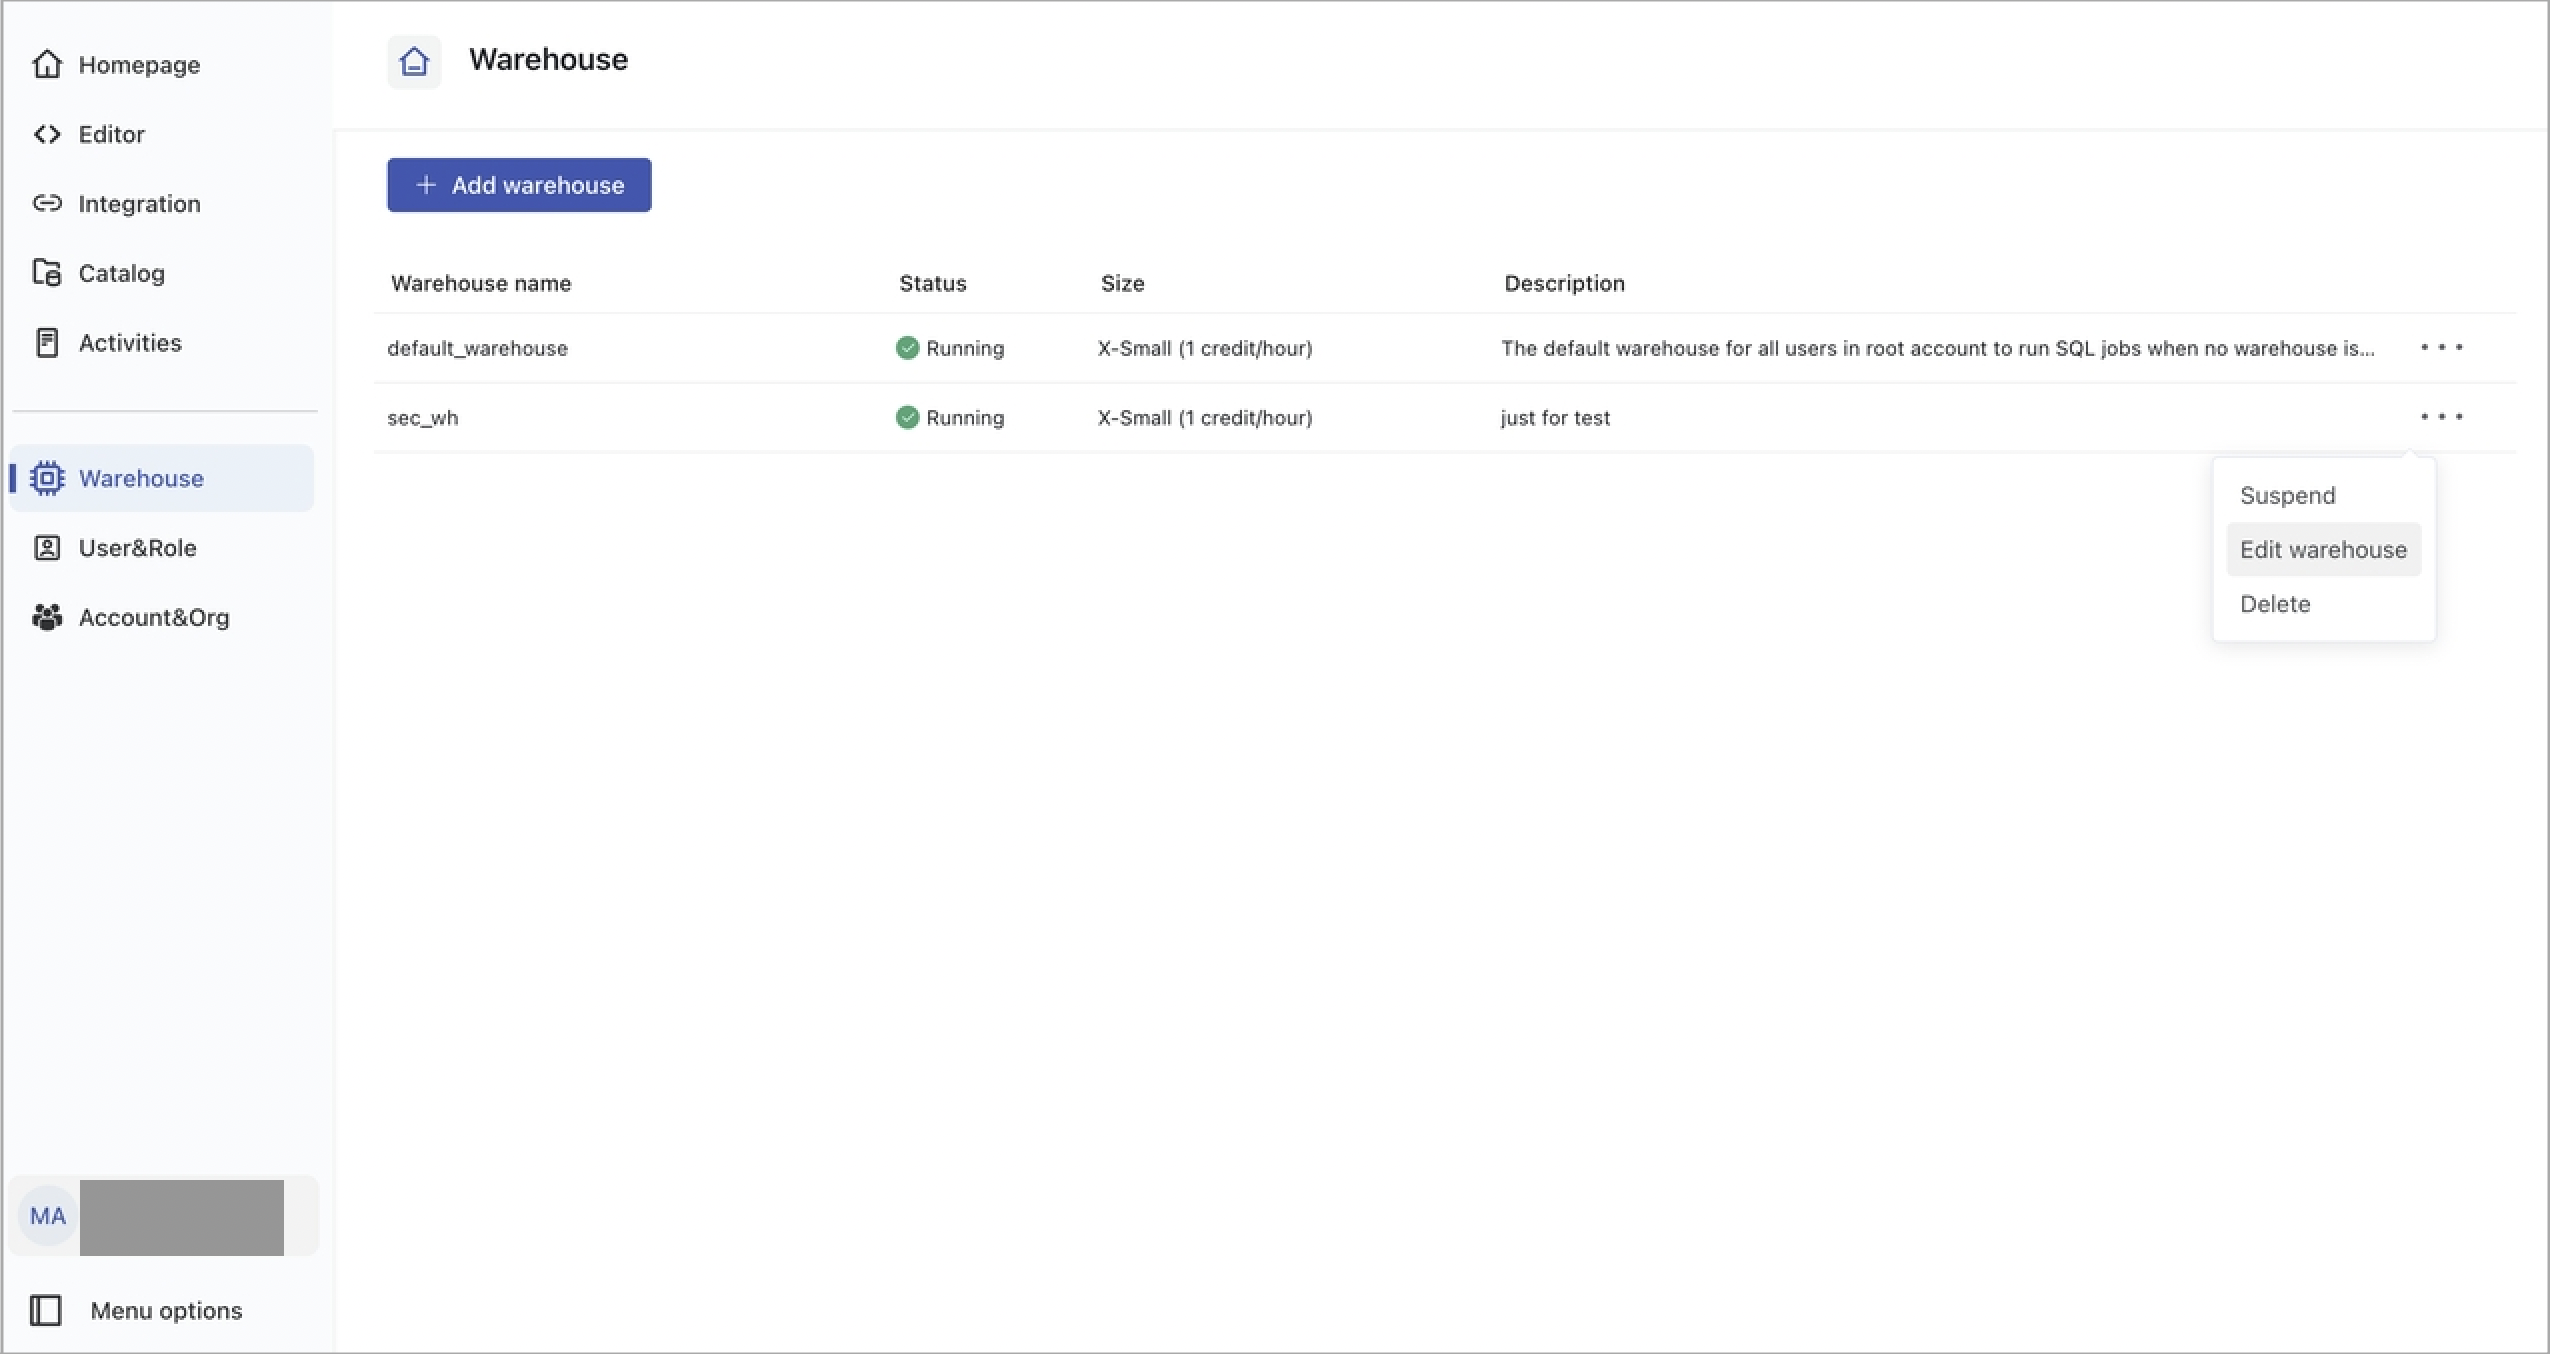 Homepage
Editor
Integration
Catalog
Activities
Warehouse
User&Role
Account&Org
MA
Menu options
Warehouse
+ Add warehouse
Warehouse name Status Size Description
default_warehouse Running X-Small (1 credit/hour) The default warehouse for all users in root account to run SQL jobs when no warehouse is...
sec_wh Running X-Small (1 credit/hour) just for test
Suspend
Edit warehouse
Delete